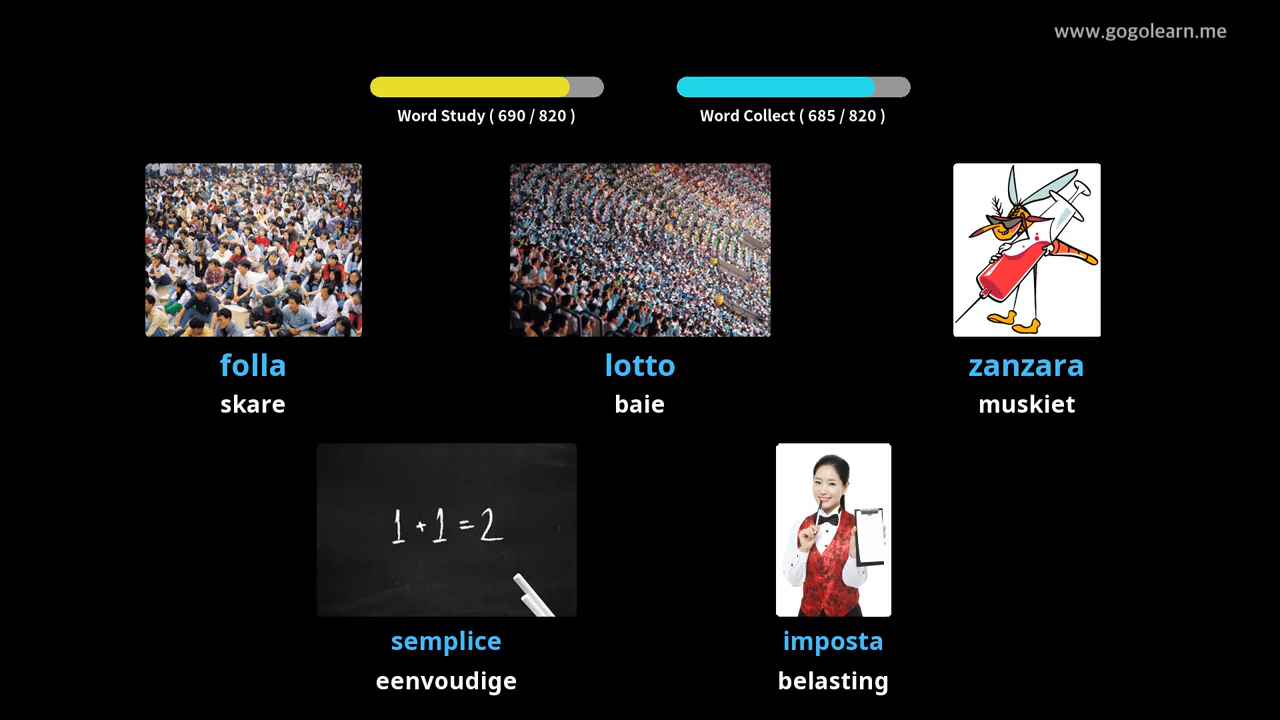 www.gogolearn.me
Word Study ( 690 / 820 )
Word Collect ( 685 / 820 )
folla
skare
lotto
baie
zanzara
muskiet
1 + 1 = 2
semplice
eenvoudige
imposta
belasting